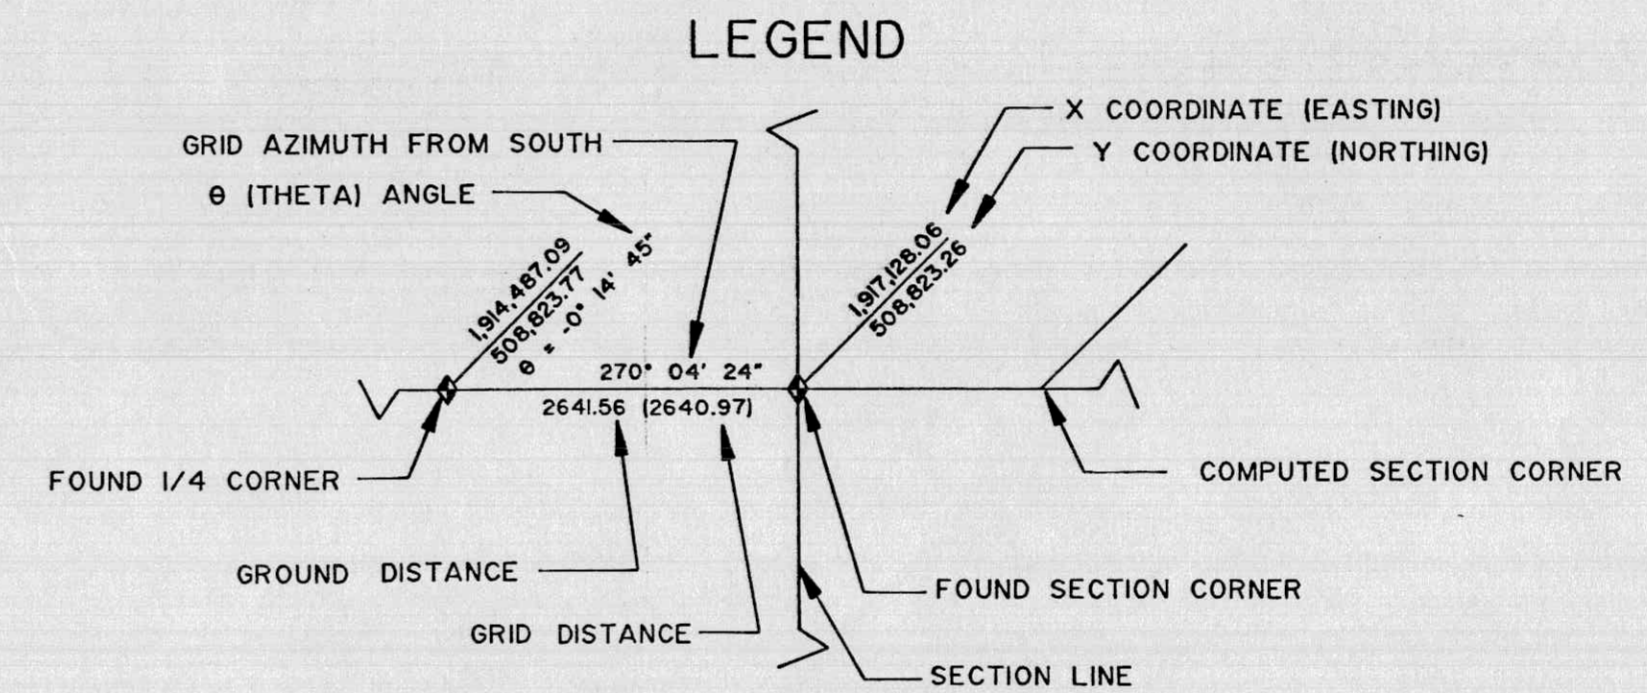 LEGEND
X COORDINATE (EASTING)
GRID AZIMUTH FROM SOUTH
Y COORDINATE (NORTHING)
θ (THETA) ANGLE
1,914,487.09
508,823.77
θ = -0° 14' 45"
1,917,128.06
508,823.26
270° 04' 24"
2641.56 (2640.97)
FOUND 1/4 CORNER
COMPUTED SECTION CORNER
GROUND DISTANCE
FOUND SECTION CORNER
GRID DISTANCE
SECTION LINE